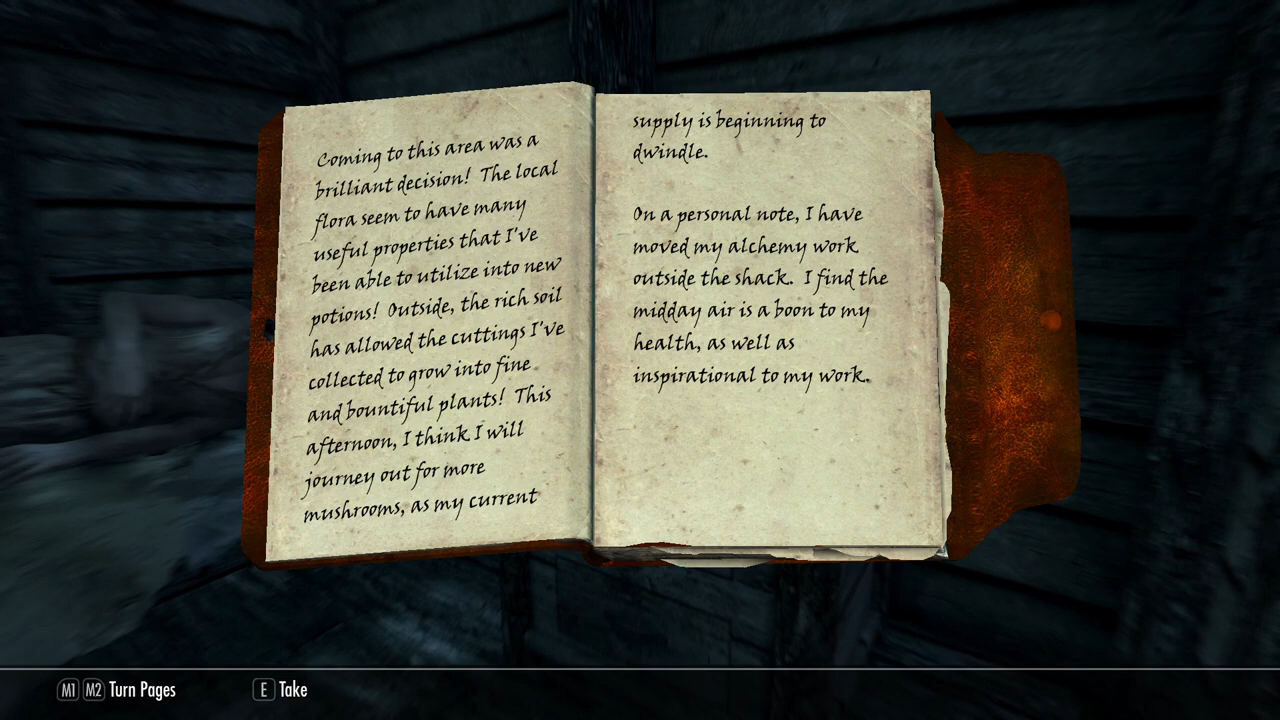 Coming to this area was a
brilliant decision! The local
flora seem to have many
useful properties that I've
been able to utilize into new
potions! Outside, the rich soil
has allowed the cuttings I've
collected to grow into fine
and bountiful plants! This
afternoon, I think I will
journey out for more
mushrooms, as my current
supply is beginning to
dwindle.
On a personal note, I have
moved my alchemy work
outside the shack. I find the
midday air is a boon to my
health, as well as
inspirational to my work.
M1 M2 Turn Pages
E Take